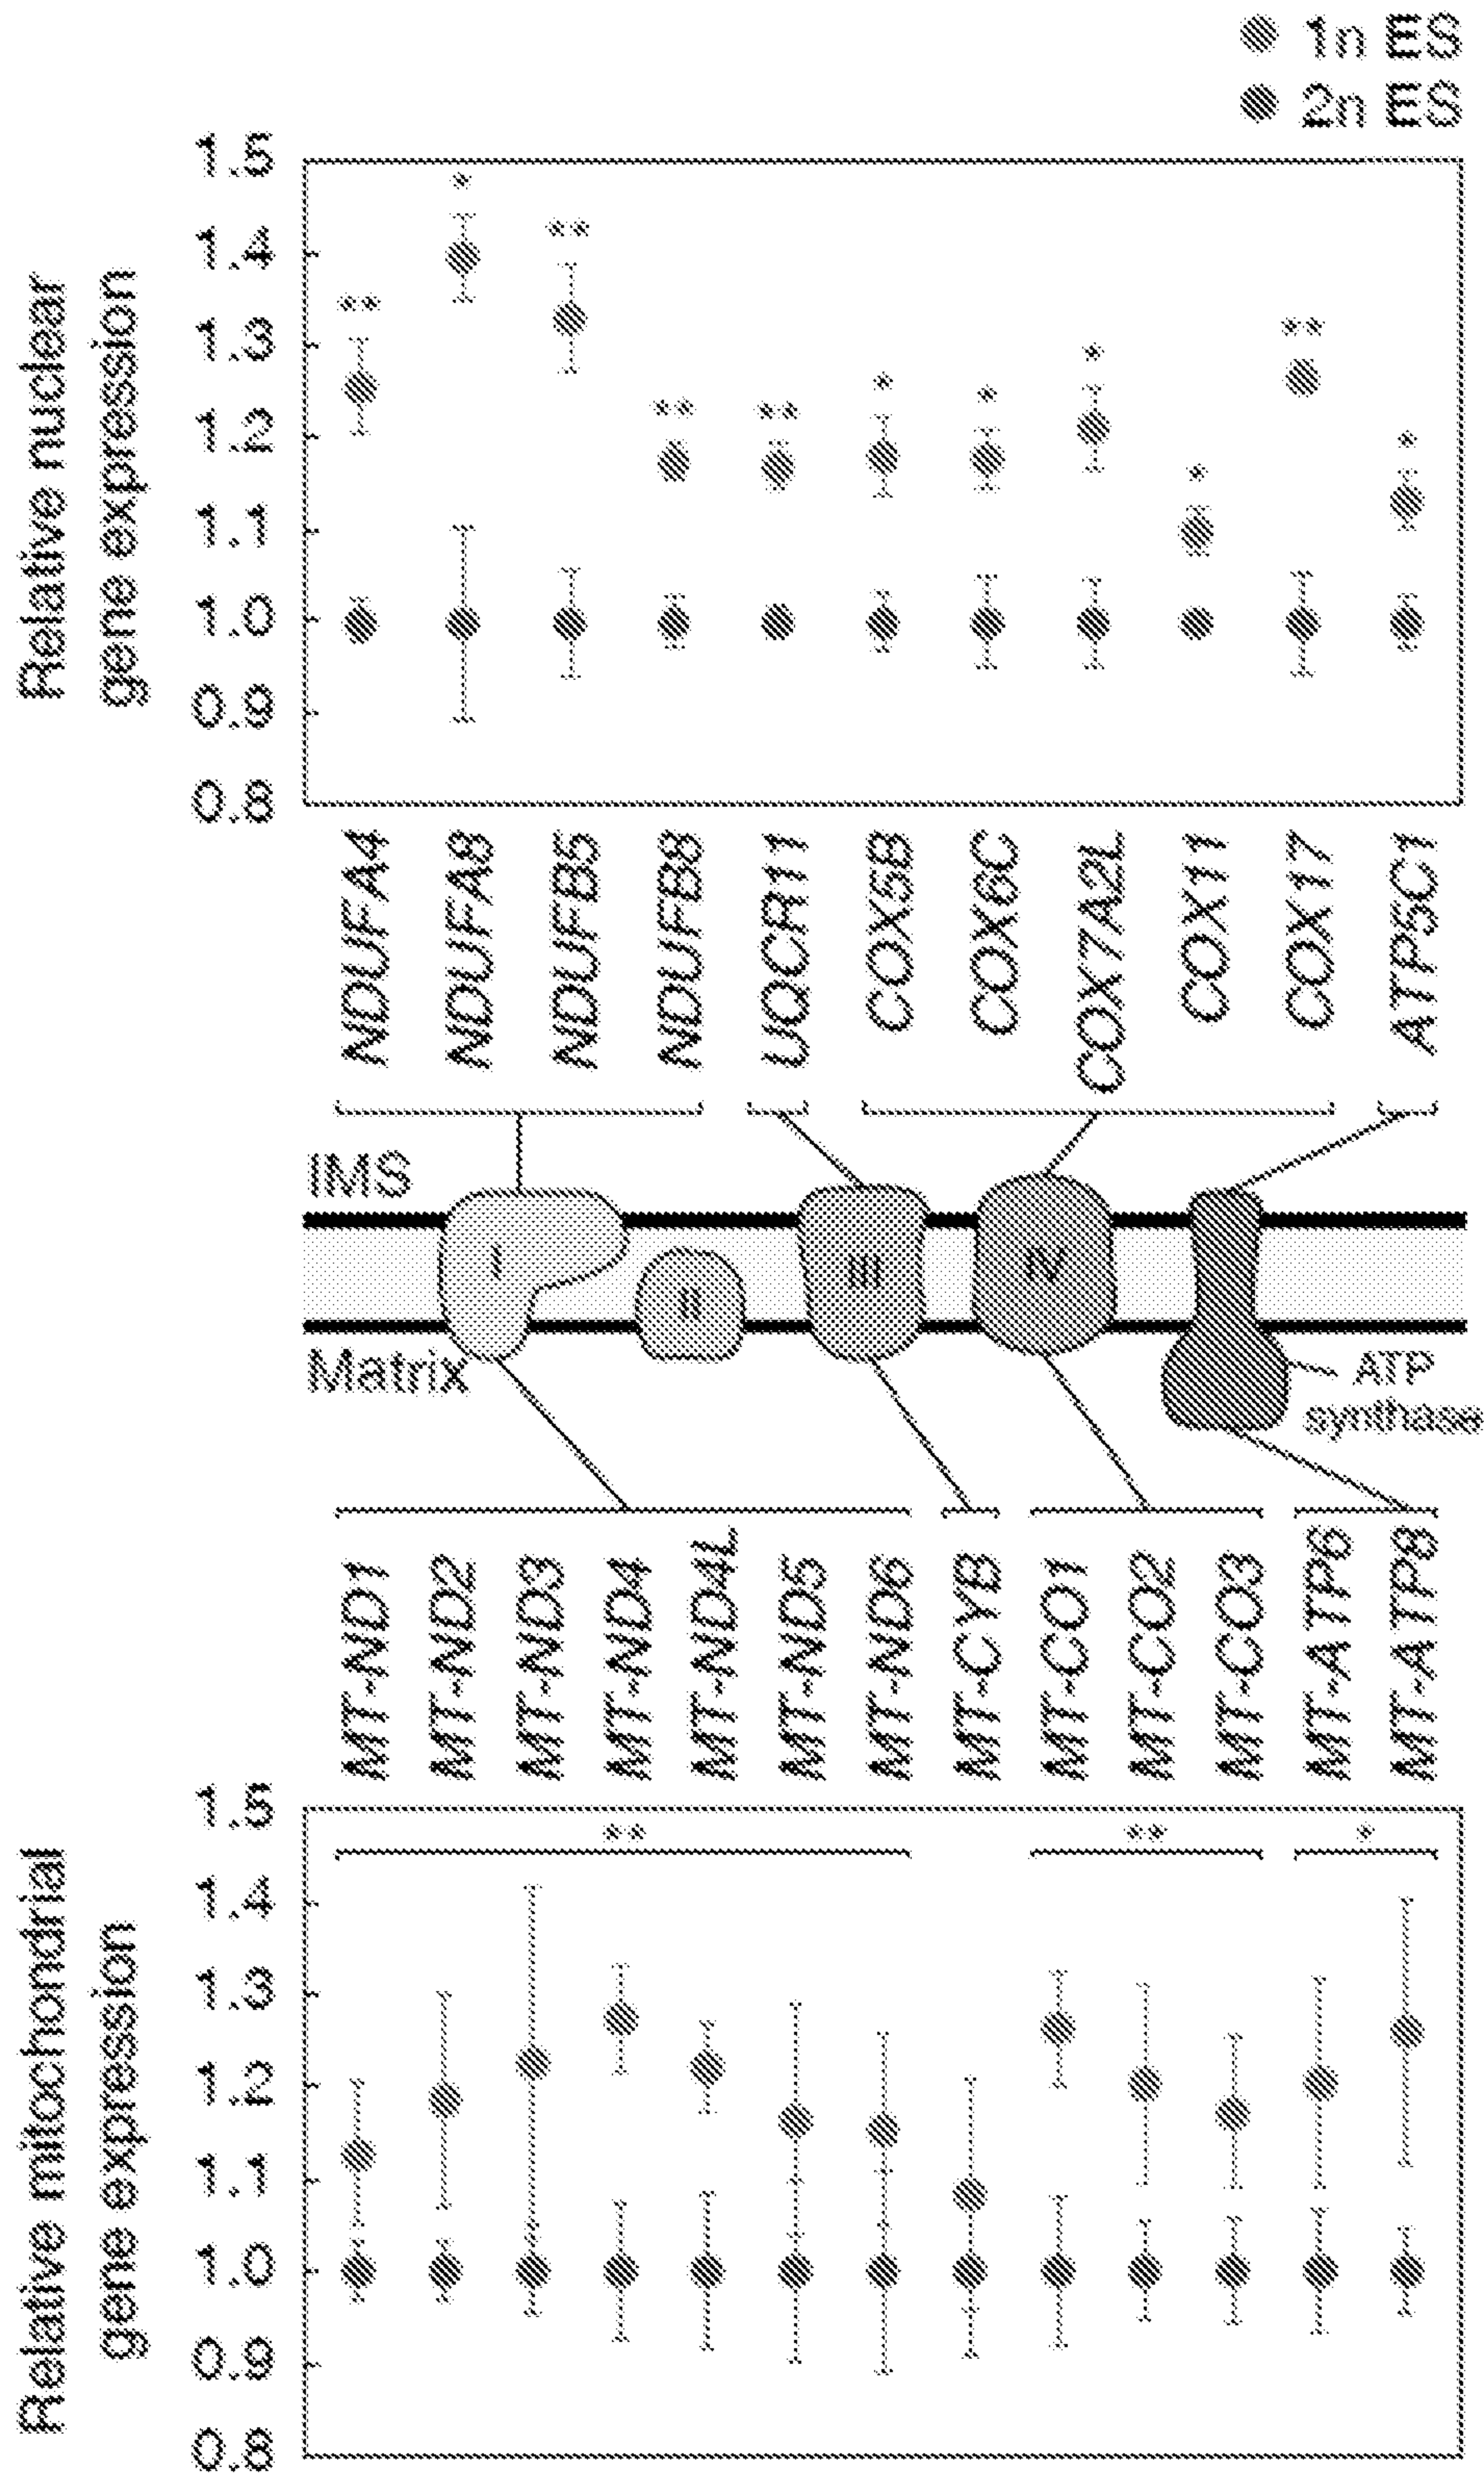 1n ES
2n ES
Relative nuclear
gene expression
1.5
1.4
1.3
1.2
1.1
1.0
0.9
0.8
**
*
**
**
**
*
*
*
*
**
*
NDUFA4
NDUFA8
NDUFB5
NDUFB8
UQCR11
COX5B
COX6C
COX7A2L
COX11
COX17
ATP5C1
IMS
I
II
III
IV
Matrix
ATP
synthase
MT-ND1
MT-ND2
MT-ND3
MT-ND4
MT-ND4L
MT-ND5
MT-ND6
MT-CYB
MT-CO1
MT-CO2
MT-CO3
MT-ATP6
MT-ATP8
Relative mitochondrial
gene expression
1.5
1.4
1.3
1.2
1.1
1.0
0.9
0.8
**
**
*